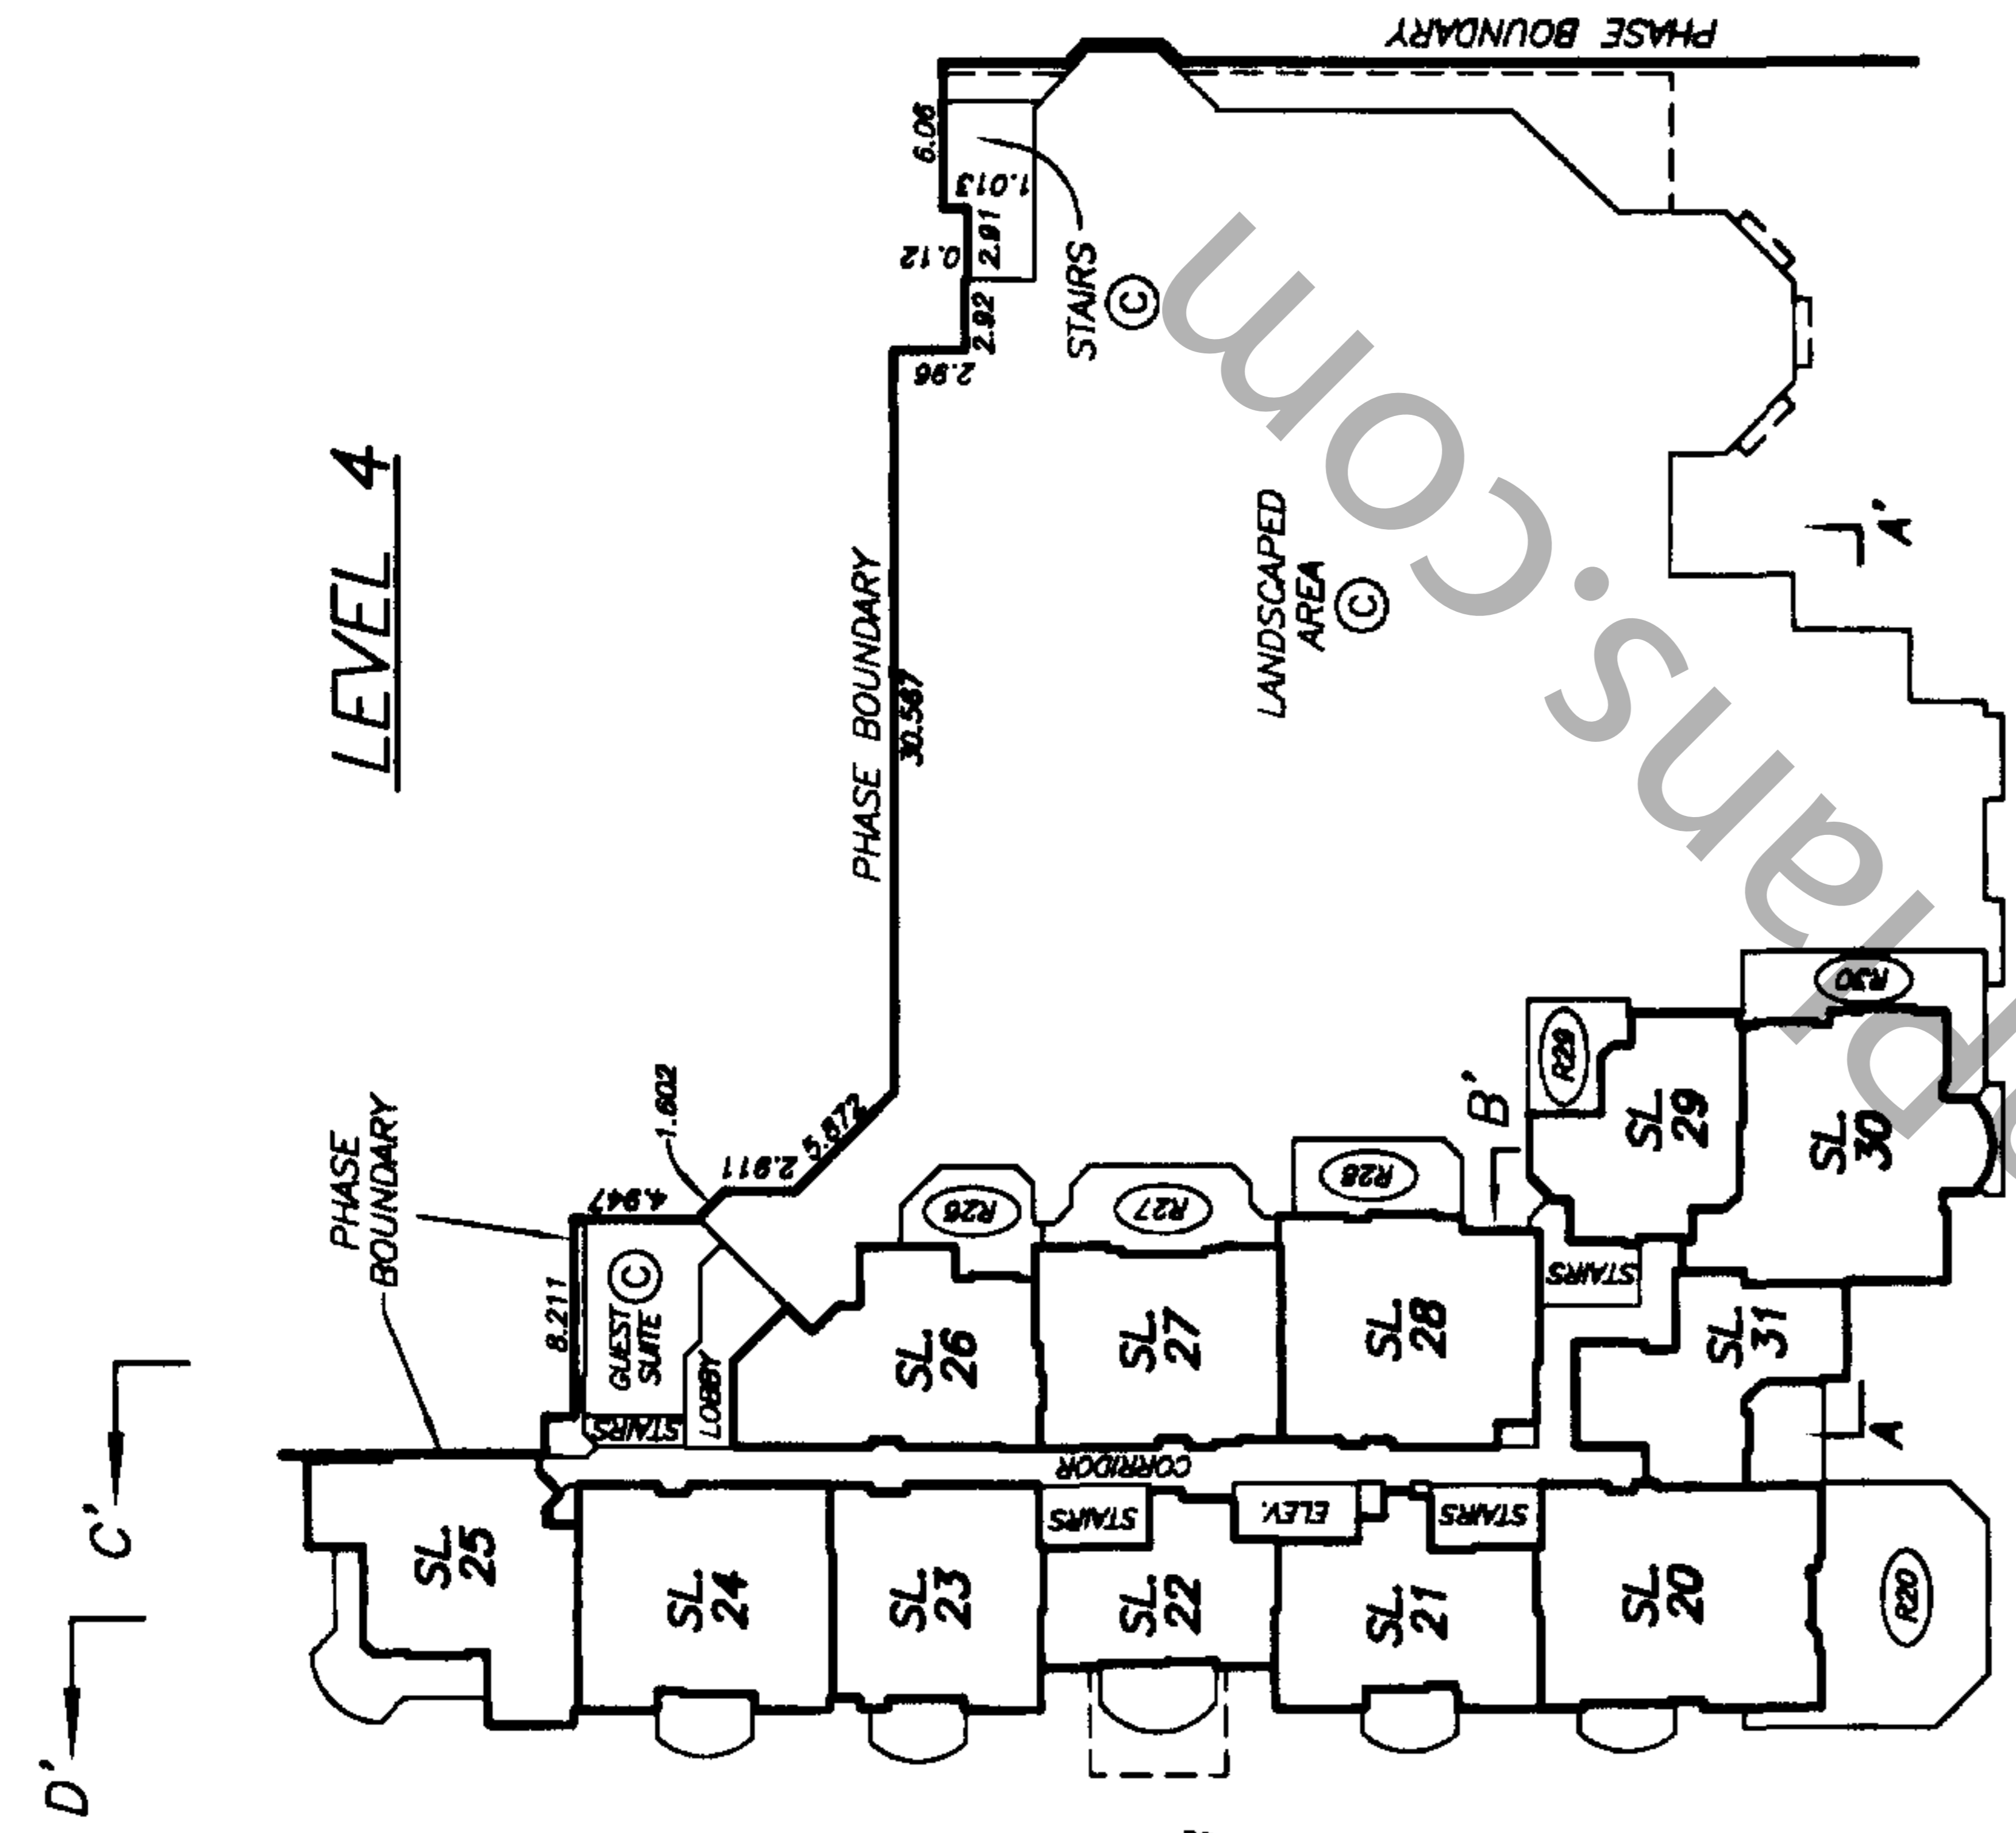 LEVEL 4
PHASE BOUNDARY
6.06
1.013
2.91
0.12
2.92
2.96
STAIRS
©
PHASE BOUNDARY
30.567
LANDSCAPED
AREA
©
A'
PHASE
BOUNDARY
1.602
2.911
5.872
4.947
8.211
GUEST
SUITE
©
LOBBY
STAIRS
R26
R27
R28
B'
R29
R30
SL.
26
SL.
27
SL.
28
SL.
29
SL.
30
STAIRS
SL.
31
A
CORRIDOR
C'
D'
SL.
25
SL.
24
SL.
23
STAIRS
SL.
22
ELEV.
STAIRS
SL.
21
SL.
20
R20
plans.com